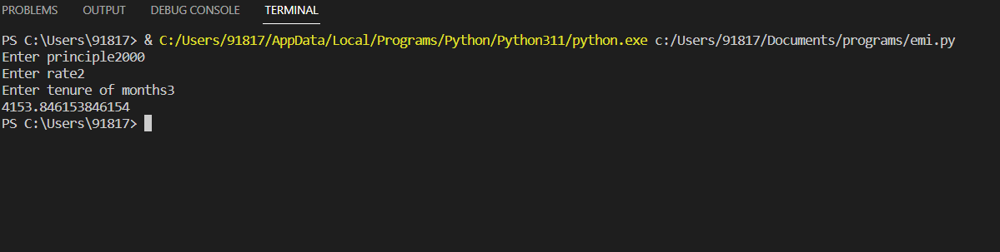 PROBLEMS OUTPUT DEBUG CONSOLE TERMINAL
PS C:\Users\91817> & C:/Users/91817/AppData/Local/Programs/Python/Python311/python.exe c:/Users/91817/Documents/programs/emi.py
Enter principle2000
Enter rate2
Enter tenure of months3
4153.846153846154
PS C:\Users\91817>